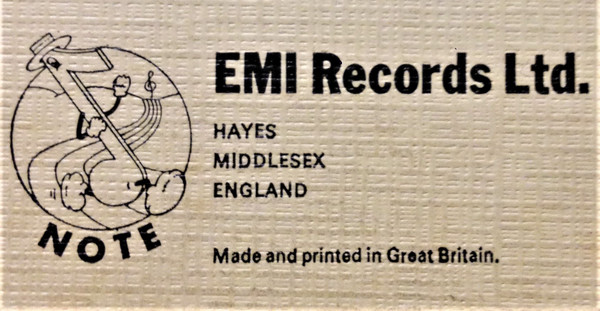 NOTE
EMI Records Ltd.
HAYES
MIDDLESEX
ENGLAND
Made and printed in Great Britain.